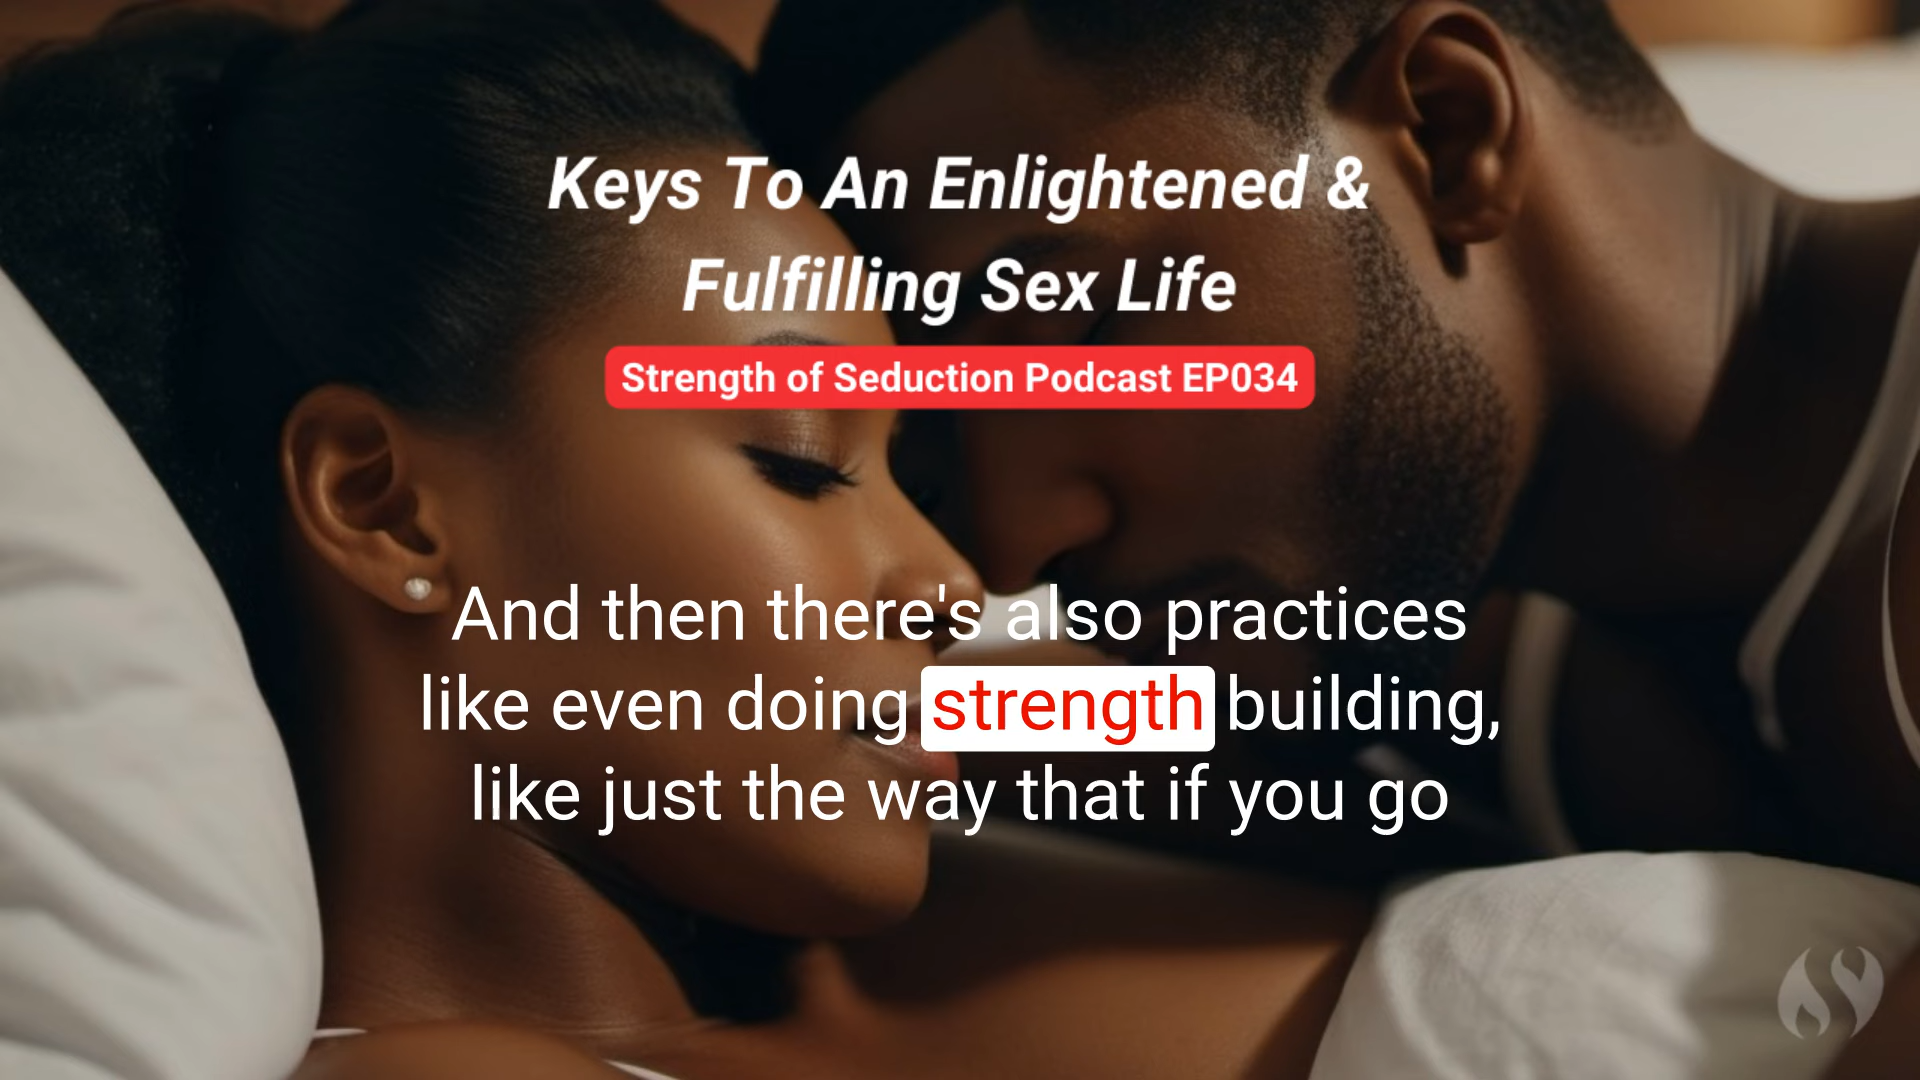 Keys To An Enlightened &
Fulfilling Sex Life
Strength of Seduction Podcast EP034
And then there's also practices
like even doing strength building,
like just the way that if you go